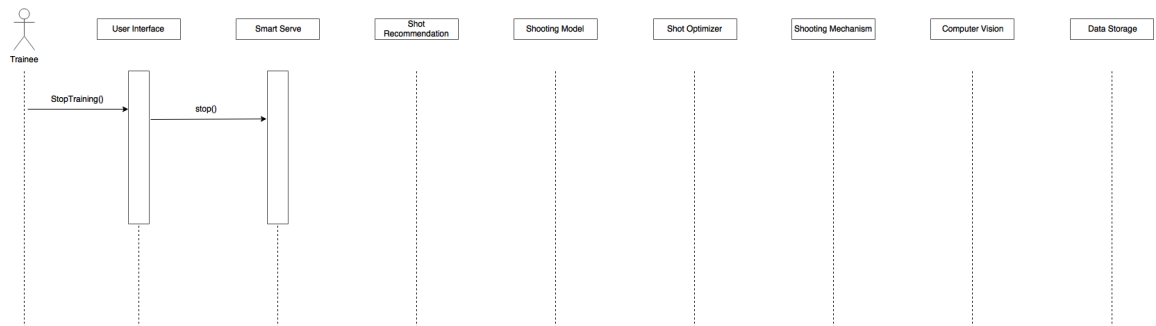 Trainee
User Interface
Smart Serve
Shot
Recommendation
Shooting Model
Shot Optimizer
Shooting Mechanism
Computer Vision
Data Storage
StopTraining()
stop()